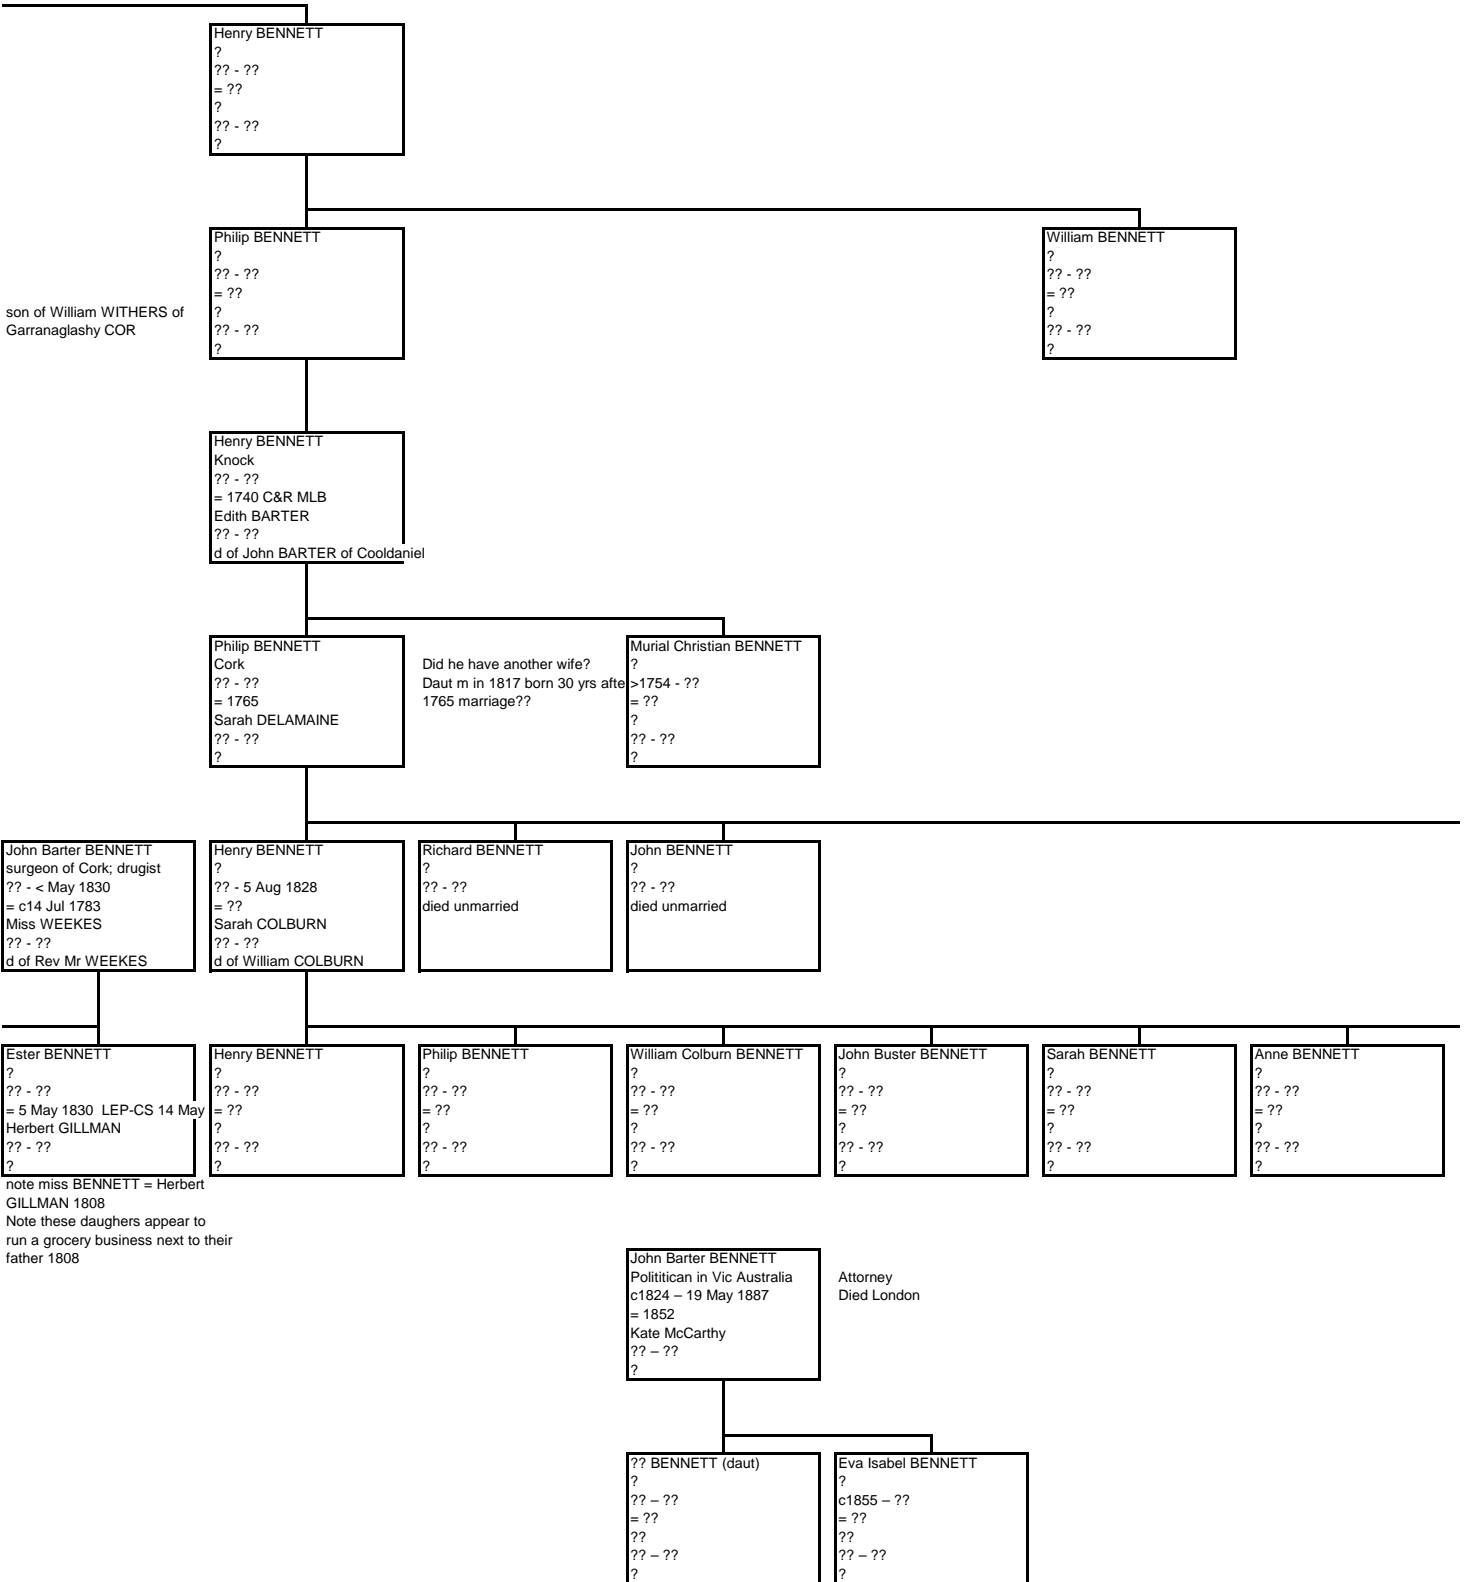 Henry BENNETT
?
?? - ??
= ??
?
?? - ??
?
Philip BENNETT
?
?? - ??
= ??
?
?? - ??
?
William BENNETT
?
?? - ??
= ??
?
?? - ??
?
son of William WITHERS of
Garranaglashy COR
Henry BENNETT
Knock
?? - ??
= 1740 C&R MLB
Edith BARTER
?? - ??
d of John BARTER of Cooldaniel
Philip BENNETT
Cork
?? - ??
= 1765
Sarah DELAMAINE
?? - ??
?
Did he have another wife?
Daut m in 1817 born 30 yrs afte
1765 marriage??
Murial Christian BENNETT
?
>1754 - ??
= ??
?
?? - ??
?
John Barter BENNETT
surgeon of Cork; drugist
?? - < May 1830
= c14 Jul 1783
Miss WEEKES
?? - ??
d of Rev Mr WEEKES
Henry BENNETT
?
?? - 5 Aug 1828
= ??
Sarah COLBURN
?? - ??
d of William COLBURN
Richard BENNETT
?
?? - ??
died unmarried
John BENNETT
?
?? - ??
died unmarried
Ester BENNETT
?
?? - ??
= 5 May 1830  LEP-CS 14 May
Herbert GILLMAN
?? - ??
?
note miss BENNETT = Herbert
GILLMAN 1808
Note these daughers appear to
run a grocery business next to their
father 1808
Henry BENNETT
?
?? - ??
= ??
?
?? - ??
?
Philip BENNETT
?
?? - ??
= ??
?
?? - ??
?
William Colburn BENNETT
?
?? - ??
= ??
?
?? - ??
?
John Buster BENNETT
?
?? - ??
= ??
?
?? - ??
?
Sarah BENNETT
?
?? - ??
= ??
?
?? - ??
?
Anne BENNETT
?
?? - ??
= ??
?
?? - ??
?
John Barter BENNETT
Polititican in Vic Australia
c1824 – 19 May 1887
= 1852
Kate McCarthy
?? – ??
?
Attorney
Died London
?? BENNETT (daut)
?
?? – ??
= ??
??
?? – ??
?
Eva Isabel BENNETT
?
c1855 – ??
= ??
??
?? – ??
?